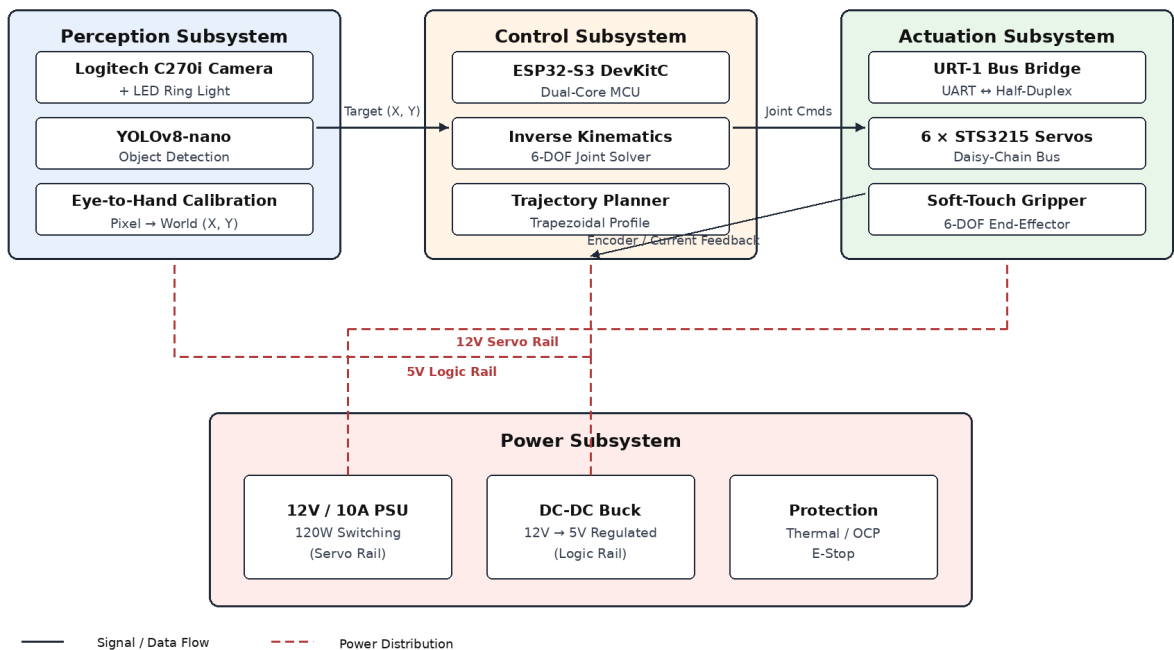 Perception Subsystem
Logitech C270i Camera
+ LED Ring Light
YOLOv8-nano
Object Detection
Eye-to-Hand Calibration
Pixel → World (X, Y)
Target (X, Y)
Control Subsystem
ESP32-S3 DevKitC
Dual-Core MCU
Inverse Kinematics
6-DOF Joint Solver
Trajectory Planner
Trapezoidal Profile
Joint Cmds
Encoder / Current Feedback
Actuation Subsystem
URT-1 Bus Bridge
UART ↔ Half-Duplex
6 × STS3215 Servos
Daisy-Chain Bus
Soft-Touch Gripper
6-DOF End-Effector
12V Servo Rail
5V Logic Rail
Power Subsystem
12V / 10A PSU
120W Switching
(Servo Rail)
DC-DC Buck
12V → 5V Regulated
(Logic Rail)
Protection
Thermal / OCP
E-Stop
Signal / Data Flow
Power Distribution